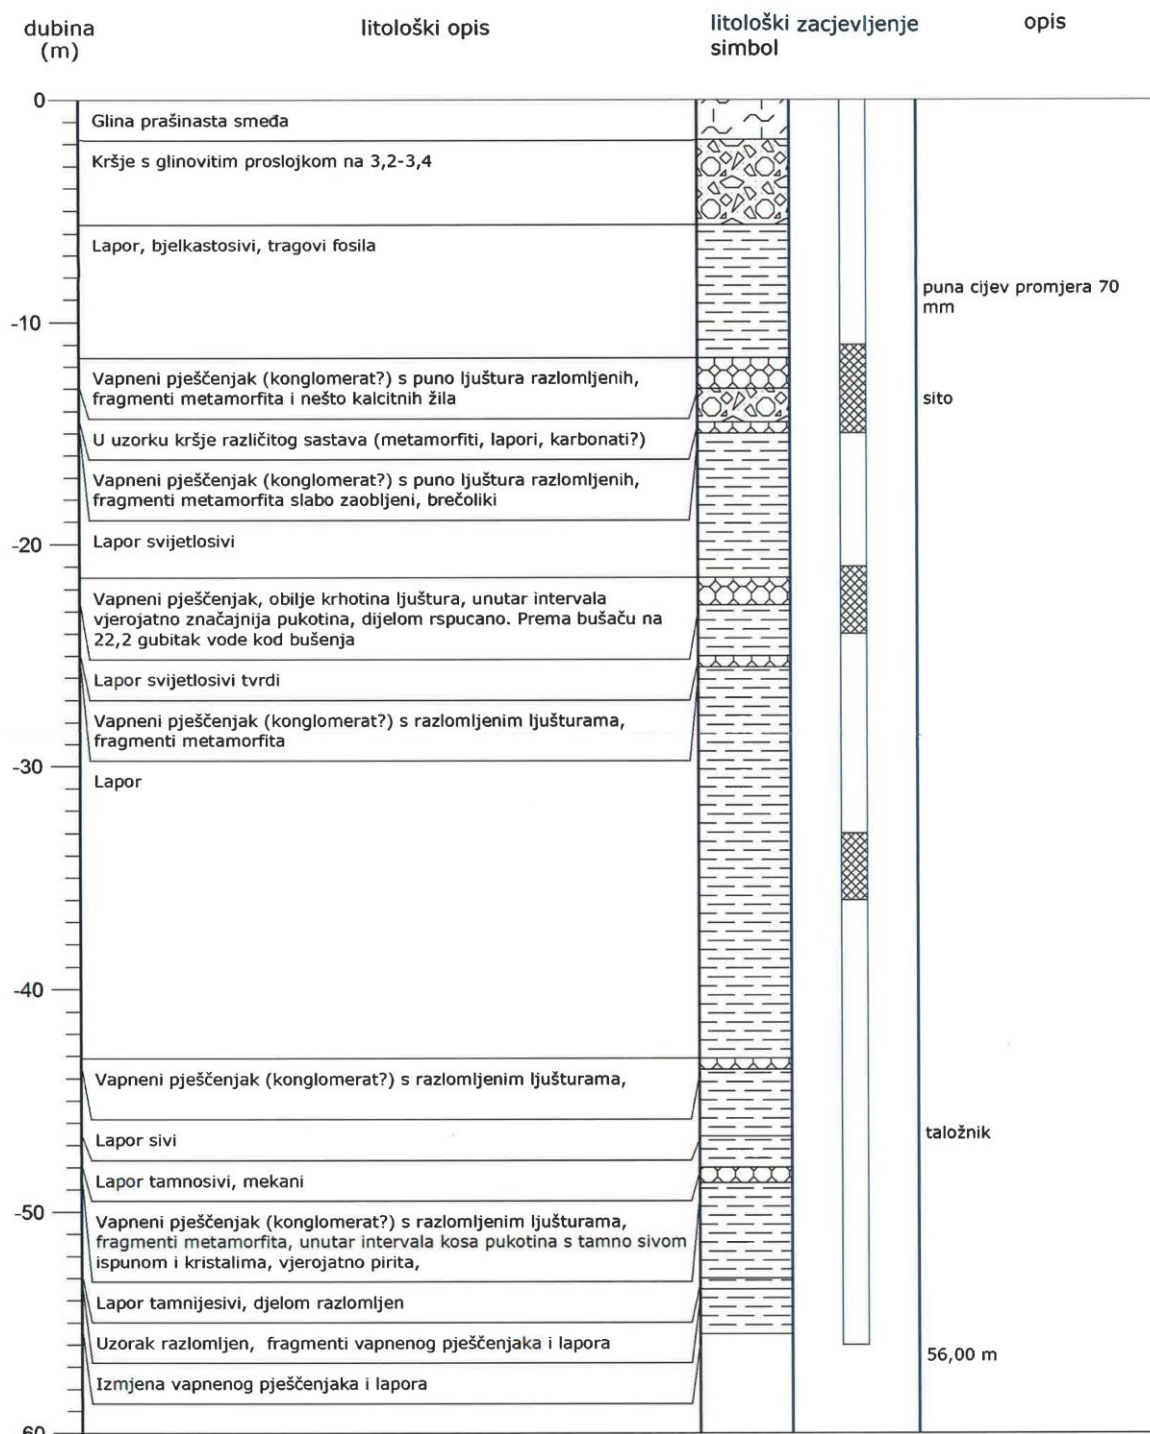 dubina
(m)
litološki opis
litološki
simbol
zacjevljenje
opis
0
Glina prašinasta smeđa
Kršje s glinovitim proslojkom na 3,2-3,4
Lapor, bjelkastosivi, tragovi fosila
puna cijev promjera 70
mm
-10
Vapneni pješčenjak (konglomerat?) s puno ljuštura razlomljenih,
fragmenti metamorfita i nešto kalcitnih žila
sito
U uzorku kršje različitog sastava (metamorfiti, lapori, karbonati?)
Vapneni pješčenjak (konglomerat?) s puno ljuštura razlomljenih,
fragmenti metamorfita slabo zaobljeni, brečoliki
-20
Lapor svijetlosivi
Vapneni pješčenjak, obilje krhotina ljuštura, unutar intervala
vjerojatno značajnija pukotina, dijelom rspucano. Prema bušaču na
22,2 gubitak vode kod bušenja
Lapor svijetlosivi tvrdi
Vapneni pješčenjak (konglomerat?) s razlomljenim ljušturama,
fragmenti metamorfita
-30
Lapor
-40
Vapneni pješčenjak (konglomerat?) s razlomljenim ljušturama,
taložnik
Lapor sivi
Lapor tamnosivi, mekani
-50
Vapneni pješčenjak (konglomerat?) s razlomljenim ljušturama,
fragmenti metamorfita, unutar intervala kosa pukotina s tamno sivom
ispunom i kristalima, vjerojatno pirita,
Lapor tamnijesivi, djelom razlomljen
Uzorak razlomljen, fragmenti vapnenog pješčenjaka i lapora
56,00 m
Izmjena vapnenog pješčenjaka i lapora
60